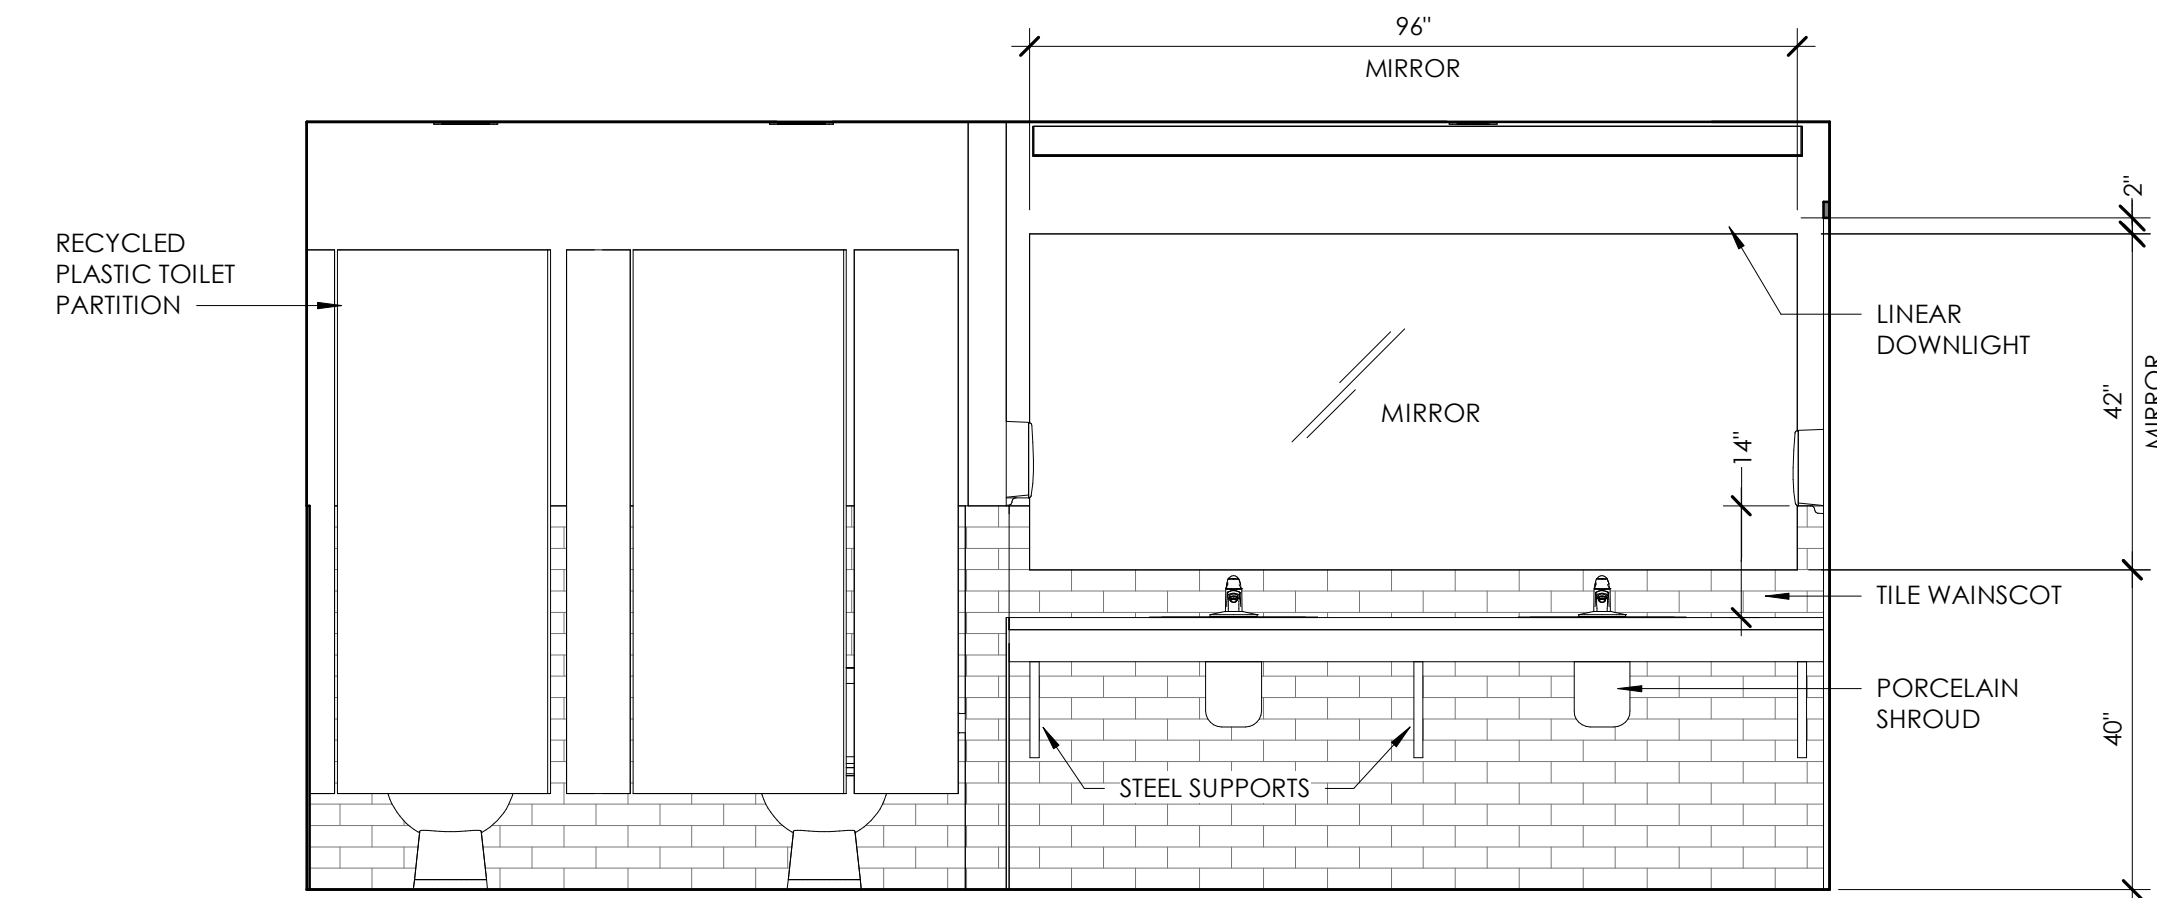 96"
MIRROR
2"
RECYCLED
PLASTIC TOILET
PARTITION
LINEAR
DOWNLIGHT
42"
MIRROR
MIRROR
14"
TILE WAINSCOT
PORCELAIN
SHROUD
40"
STEEL SUPPORTS